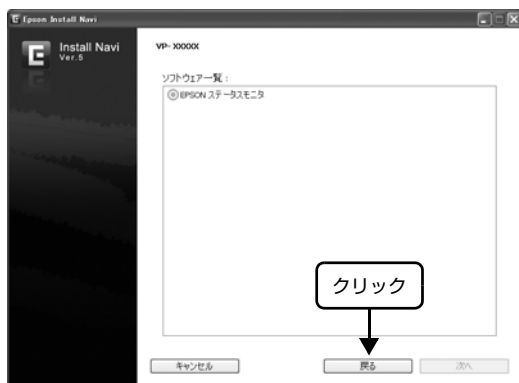 Epson Install Navi
Install Navi
Ver.5
VP-XXXXX
ソフトウェア一覧：
EPSON ステータスモニタ
クリック
キャンセル
戻る
次へ